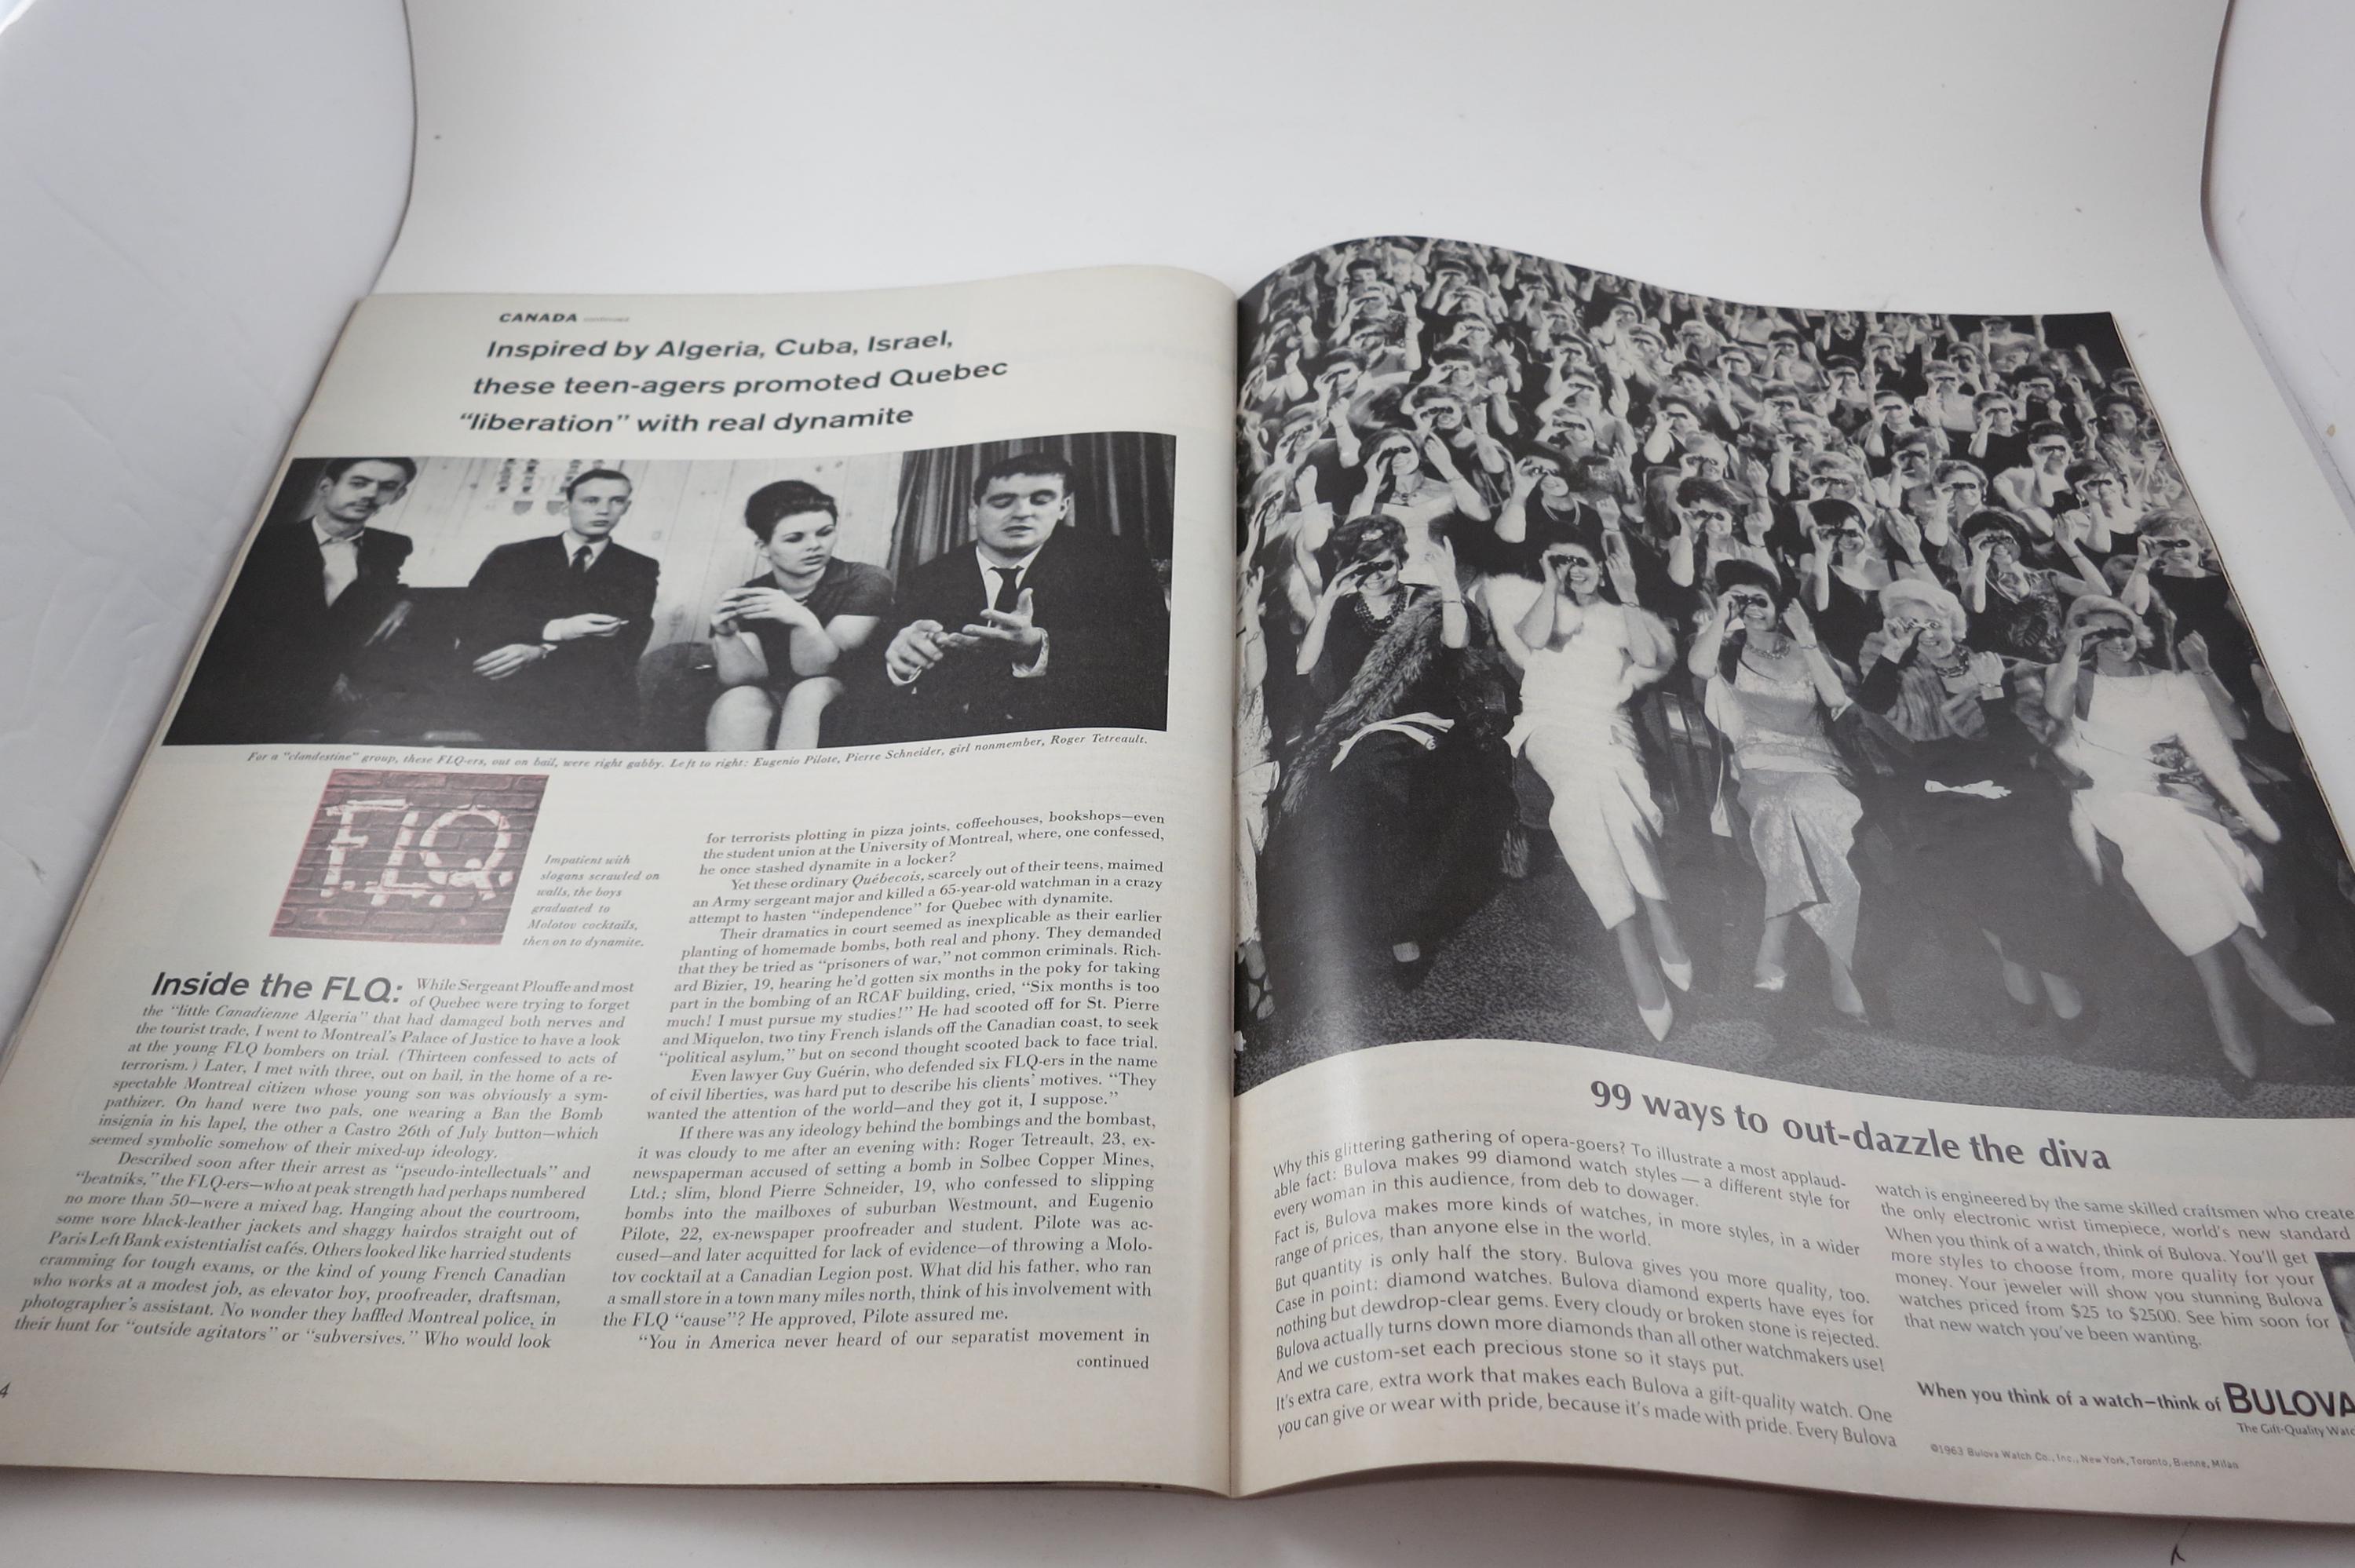 CANADA continued
Inspired by Algeria, Cuba, Israel,
these teen-agers promoted Quebec
“liberation” with real dynamite
For a “clandestine” group, these FLQ-ers, out on bail, were right gabby. Left to right: Eugenio Pilote, Pierre Schneider, girl nonmember, Roger Tetreault.
F.L.Q.
Impatient with
slogans scrawled on
walls, the boys
graduated to
Molotov cocktails,
then on to dynamite.
Inside the FLQ: While Sergeant Plouffe and most
of Quebec were trying to forget
the “little Canadienne Algeria” that had damaged both nerves and
the tourist trade, I went to Montreal’s Palace of Justice to have a look
at the young FLQ bombers on trial. (Thirteen confessed to acts of
terrorism.) Later, I met with three, out on bail, in the home of a re-
spectable Montreal citizen whose young son was obviously a sym-
pathizer. On hand were two pals, one wearing a Ban the Bomb
insignia in his lapel, the other a Castro 26th of July button—which
seemed symbolic somehow of their mixed-up ideology.
Described soon after their arrest as “pseudo-intellectuals” and
“beatniks,” the FLQ-ers—who at peak strength had perhaps numbered
no more than 50—were a mixed bag. Hanging about the courtroom,
some wore black-leather jackets and shaggy hairdos straight out of
Paris Left Bank existentialist cafés. Others looked like harried students
cramming for tough exams, or the kind of young French Canadian
who works at a modest job, as elevator boy, proofreader, draftsman,
photographer’s assistant. No wonder they baffled Montreal police, in
their hunt for “outside agitators” or “subversives.” Who would look
4
for terrorists plotting in pizza joints, coffeehouses, bookshops—even
the student union at the University of Montreal, where, one confessed,
he once stashed dynamite in a locker?
Yet these ordinary Québecois, scarcely out of their teens, maimed
an Army sergeant major and killed a 65-year-old watchman in a crazy
attempt to hasten “independence” for Quebec with dynamite.
Their dramatics in court seemed as inexplicable as their earlier
planting of homemade bombs, both real and phony. They demanded
that they be tried as “prisoners of war,” not common criminals. Rich-
ard Bizier, 19, hearing he’d gotten six months in the poky for taking
part in the bombing of an RCAF building, cried, “Six months is too
much! I must pursue my studies!” He had scooted off for St. Pierre
and Miquelon, two tiny French islands off the Canadian coast, to seek
“political asylum,” but on second thought scooted back to face trial.
Even lawyer Guy Guérin, who defended six FLQ-ers in the name
of civil liberties, was hard put to describe his clients’ motives. “They
wanted the attention of the world—and they got it, I suppose.”
If there was any ideology behind the bombings and the bombast,
it was cloudy to me after an evening with: Roger Tetreault, 23, ex-
newspaperman accused of setting a bomb in Solbec Copper Mines,
Ltd.; slim, blond Pierre Schneider, 19, who confessed to slipping
bombs into the mailboxes of suburban Westmount, and Eugenio
Pilote, 22, ex-newspaper proofreader and student. Pilote was ac-
cused—and later acquitted for lack of evidence—of throwing a Molo-
tov cocktail at a Canadian Legion post. What did his father, who ran
a small store in a town many miles north, think of his involvement with
the FLQ “cause”? He approved, Pilote assured me.
“You in America never heard of our separatist movement in
continued
99 ways to out-dazzle the diva
Why this glittering gathering of opera-goers? To illustrate a most applaud-
able fact: Bulova makes 99 diamond watch styles — a different style for
every woman in this audience, from deb to dowager.
Fact is, Bulova makes more kinds of watches, in more styles, in a wider
range of prices, than anyone else in the world.
But quantity is only half the story. Bulova gives you more quality, too.
Case in point: diamond watches. Bulova diamond experts have eyes for
nothing but dewdrop-clear gems. Every cloudy or broken stone is rejected.
Bulova actually turns down more diamonds than all other watchmakers use!
And we custom-set each precious stone so it stays put.
It’s extra care, extra work that makes each Bulova a gift-quality watch. One
you can give or wear with pride, because it’s made with pride. Every Bulova
watch is engineered by the same skilled craftsmen who create
the only electronic wrist timepiece, world’s new standard
When you think of a watch, think of Bulova. You’ll get
more styles to choose from, more quality for your
money. Your jeweler will show you stunning Bulova
watches priced from $25 to $2500. See him soon for
that new watch you’ve been wanting.
When you think of a watch—think of BULOVA
The Gift-Quality Watc
©1963 Bulova Watch Co., Inc., New York, Toronto, Bienne, Milan